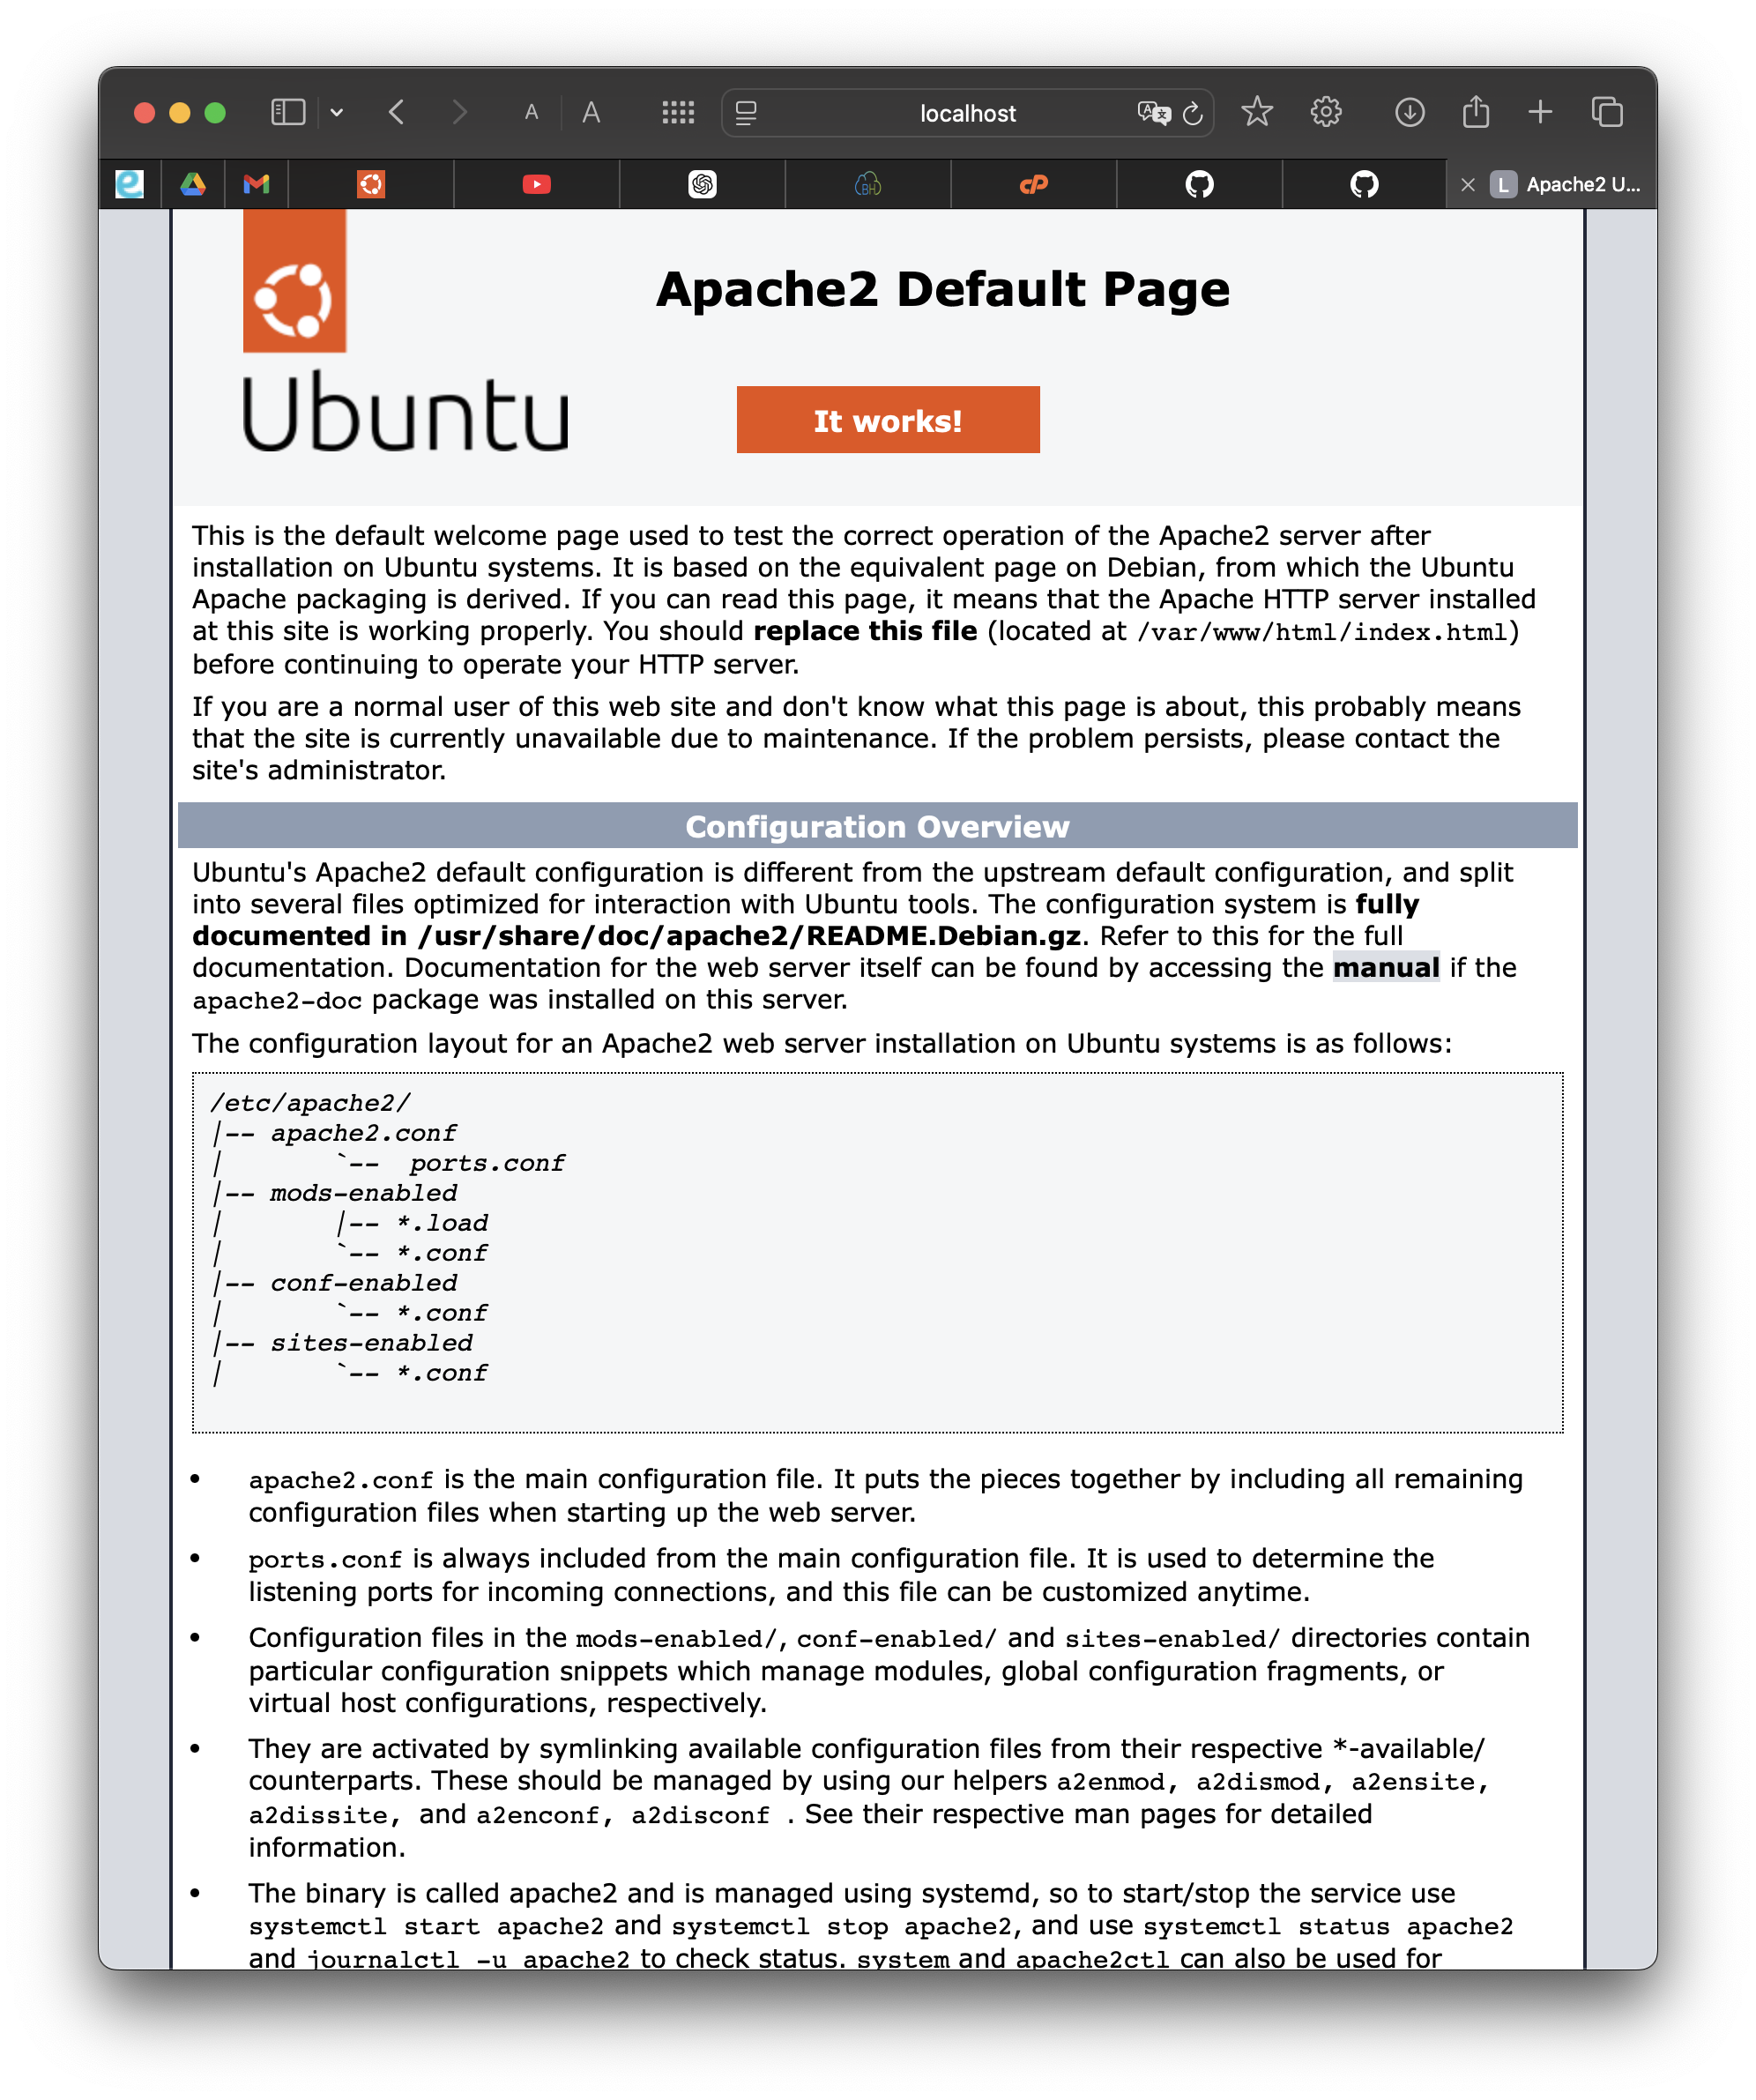 A A
localhost
L Apache2 U...
Apache2 Default Page
Ubuntu
It works!
This is the default welcome page used to test the correct operation of the Apache2 server after
installation on Ubuntu systems. It is based on the equivalent page on Debian, from which the Ubuntu
Apache packaging is derived. If you can read this page, it means that the Apache HTTP server installed
at this site is working properly. You should replace this file (located at /var/www/html/index.html)
before continuing to operate your HTTP server.
If you are a normal user of this web site and don't know what this page is about, this probably means
that the site is currently unavailable due to maintenance. If the problem persists, please contact the
site's administrator.
Configuration Overview
Ubuntu's Apache2 default configuration is different from the upstream default configuration, and split
into several files optimized for interaction with Ubuntu tools. The configuration system is fully
documented in /usr/share/doc/apache2/README.Debian.gz. Refer to this for the full
documentation. Documentation for the web server itself can be found by accessing the manual if the
apache2-doc package was installed on this server.
The configuration layout for an Apache2 web server installation on Ubuntu systems is as follows:
/etc/apache2/
|-- apache2.conf
|       `--  ports.conf
|-- mods-enabled
|       |-- *.load
|       `-- *.conf
|-- conf-enabled
|       `-- *.conf
|-- sites-enabled
|       `-- *.conf
• apache2.conf is the main configuration file. It puts the pieces together by including all remaining
configuration files when starting up the web server.
• ports.conf is always included from the main configuration file. It is used to determine the
listening ports for incoming connections, and this file can be customized anytime.
• Configuration files in the mods-enabled/, conf-enabled/ and sites-enabled/ directories contain
particular configuration snippets which manage modules, global configuration fragments, or
virtual host configurations, respectively.
• They are activated by symlinking available configuration files from their respective *-available/
counterparts. These should be managed by using our helpers a2enmod, a2dismod, a2ensite,
a2dissite, and a2enconf, a2disconf . See their respective man pages for detailed
information.
• The binary is called apache2 and is managed using systemd, so to start/stop the service use
systemctl start apache2 and systemctl stop apache2, and use systemctl status apache2
and journalctl -u apache2 to check status. system and apache2ctl can also be used for